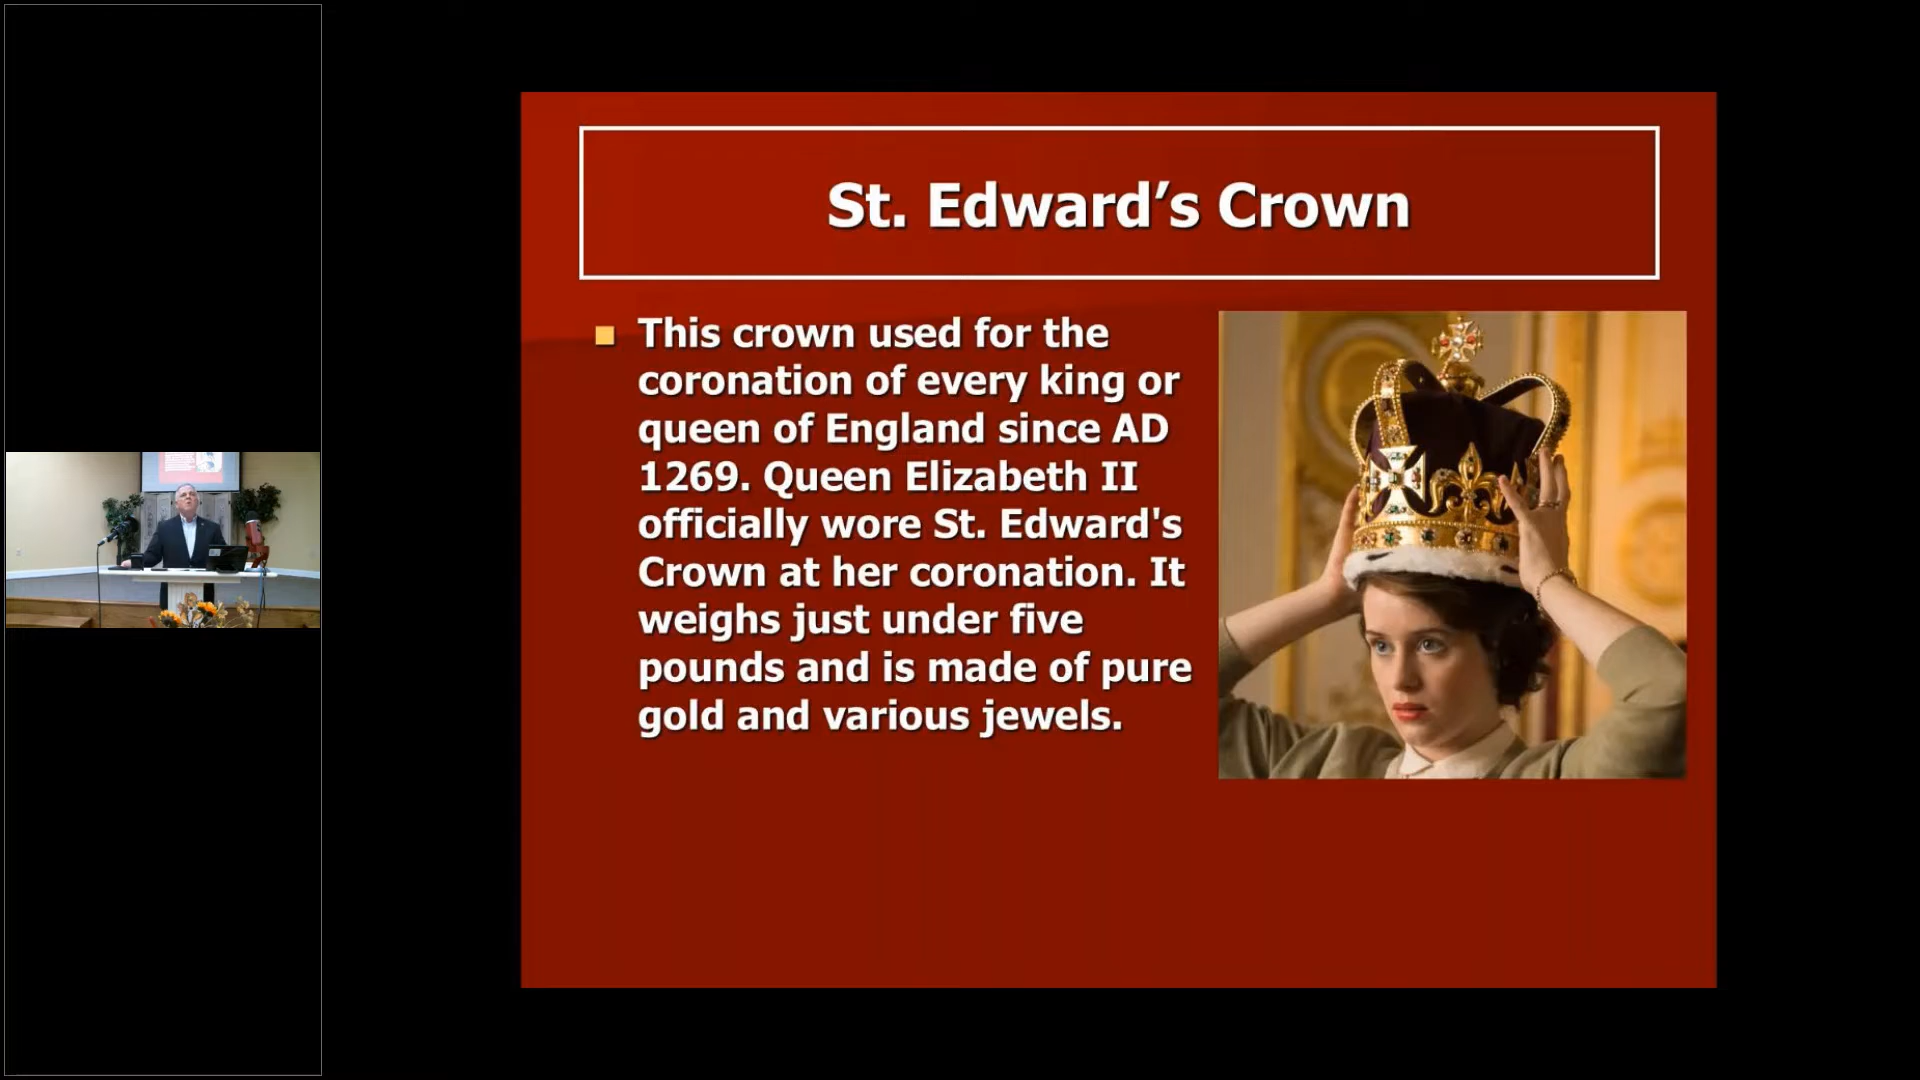 St. Edward’s Crown
This crown used for the
coronation of every king or
queen of England since AD
1269. Queen Elizabeth II
officially wore St. Edward's
Crown at her coronation. It
weighs just under five
pounds and is made of pure
gold and various jewels.